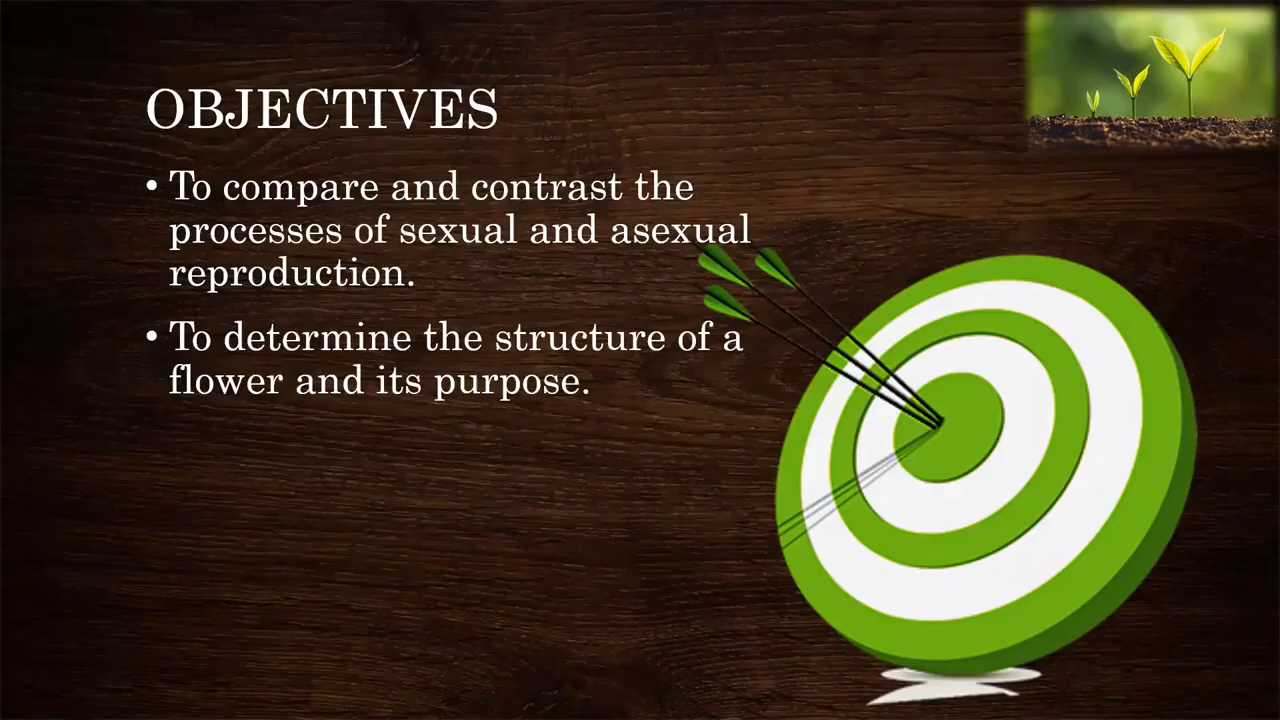 OBJECTIVES
• To compare and contrast the
processes of sexual and asexual
reproduction.
• To determine the structure of a
flower and its purpose.